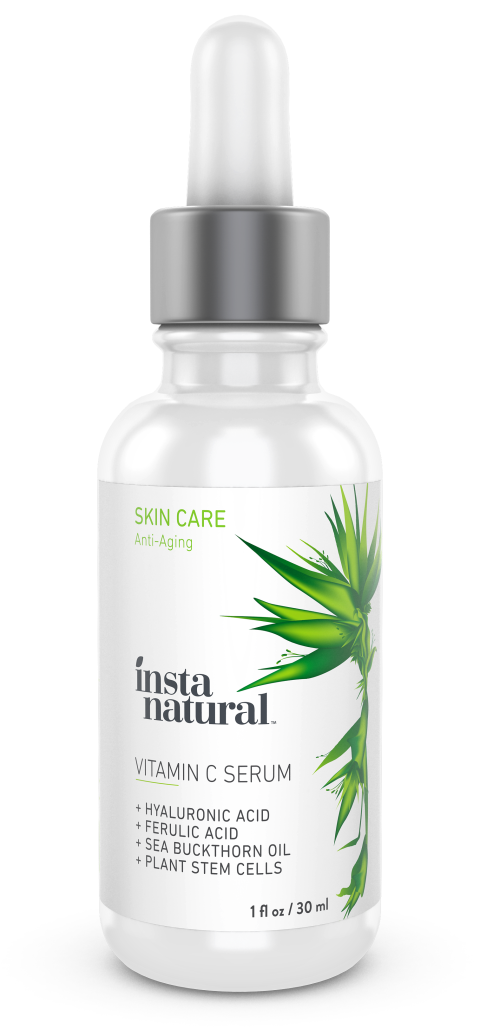 SKIN CARE
Anti-Aging
insta
natural™
VITAMIN C SERUM
+ HYALURONIC ACID
+ FERULIC ACID
+ SEA BUCKTHORN OIL
+ PLANT STEM CELLS
1 fl oz / 30 ml